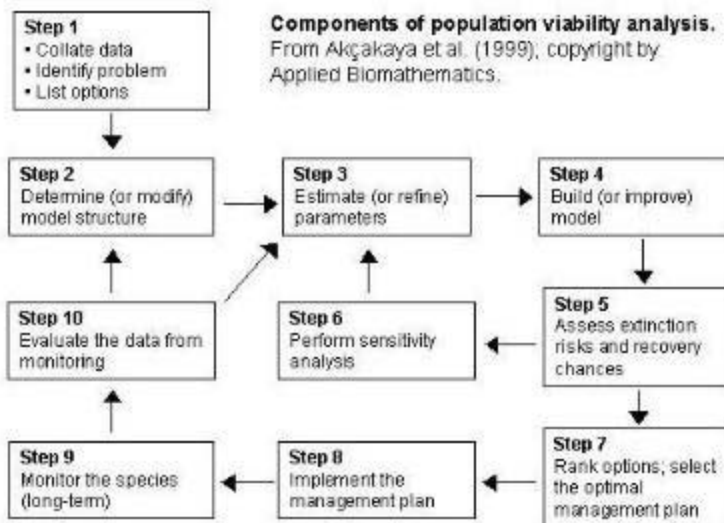 Components of population viability analysis.
From Akçakaya et al. (1999), copyright by
Applied Biomathematics.
Step 1
• Collate data
• Identify problem
• List options
Step 2
Determine (or modify)
model structure
Step 3
Estimate (or refine)
parameters
Step 4
Build (or improve)
model
Step 10
Evaluate the data from
monitoring
Step 6
Perform sensitivity
analysis
Step 5
Assess extinction
risks and recovery
chances
Step 9
Monitor the species
(long-term)
Step 8
Implement the
management plan
Step 7
Rank options; select
the optimal
management plan